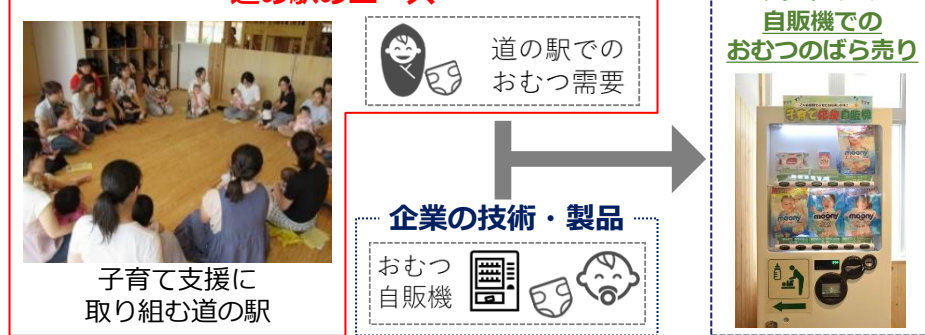 子育て支援に
取り組む道の駅
道の駅での
おむつ需要
企業の技術・製品
おむつ
自販機
自販機での
おむつのばら売り
子育て応援自販機
moony
moony
moony
moony